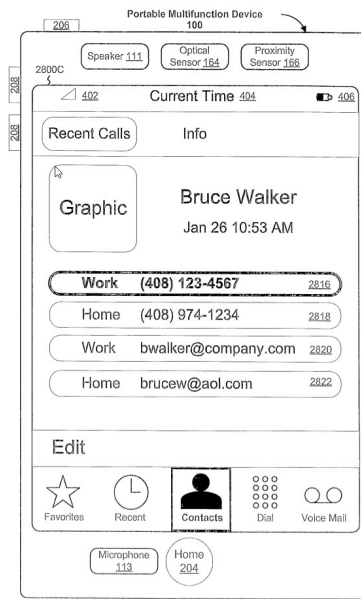 Portable Multifunction Device
100
206
Speaker 111
Optical
Sensor 164
Proximity
Sensor 166
2800C
208
208
402
Current Time 404
406
Recent Calls
Info
Graphic
Bruce Walker
Jan 26 10:53 AM
Work (408) 123-4567 2816
Home (408) 974-1234 2818
Work bwalker@company.com 2820
Home brucew@aol.com 2822
Edit
Favorites
Recent
Contacts
Dial
Voice Mail
Microphone
113
Home
204